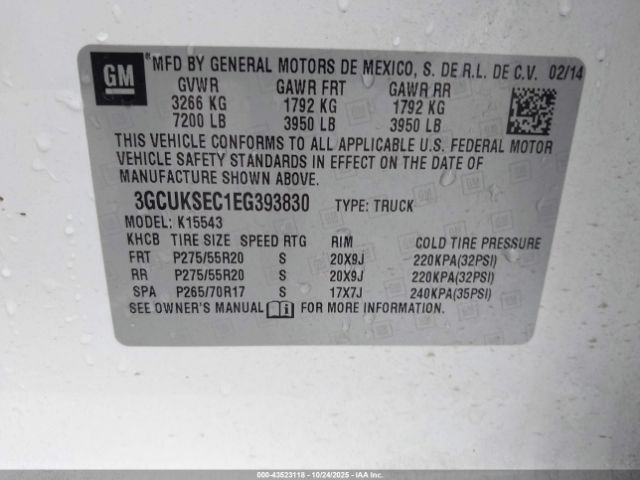 GM
*MFD BY GENERAL MOTORS DE MEXICO, S. DE R.L. DE C.V. 02/14
GVWR GAWR FRT GAWR RR
3266 KG 1792 KG 1792 KG
7200 LB 3950 LB 3950 LB
THIS VEHICLE CONFORMS TO ALL APPLICABLE U.S. FEDERAL MOTOR
VEHICLE SAFETY STANDARDS IN EFFECT ON THE DATE OF
MANUFACTURE SHOWN ABOVE.
3GCUKSEC1EG393830 TYPE: TRUCK
MODEL: K15543
KHCB TIRE SIZE SPEED RTG RIM COLD TIRE PRESSURE
FRT P275/55R20 S 20X9J 220KPA(32PSI)
RR P275/55R20 S 20X9J 220KPA(32PSI)
SPA P265/70R17 S 17X7J 240KPA(35PSI)
SEE OWNER'S MANUAL FOR MORE INFORMATION.
000-43523118 - 10/24/2025 - IAAI.com